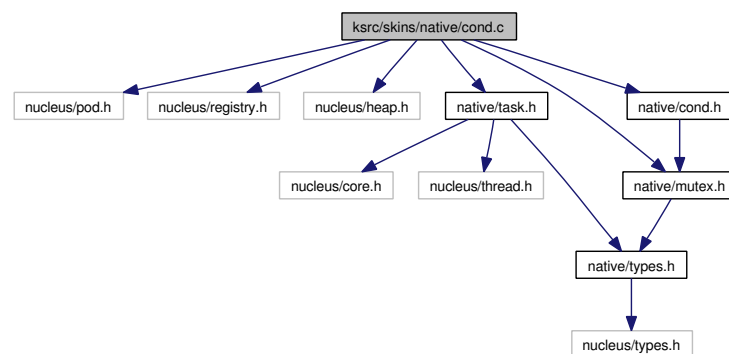 ksrc/skins/native/cond.c
nucleus/pod.h
nucleus/registry.h
nucleus/heap.h
native/task.h
native/cond.h
nucleus/core.h
nucleus/thread.h
native/mutex.h
native/types.h
nucleus/types.h